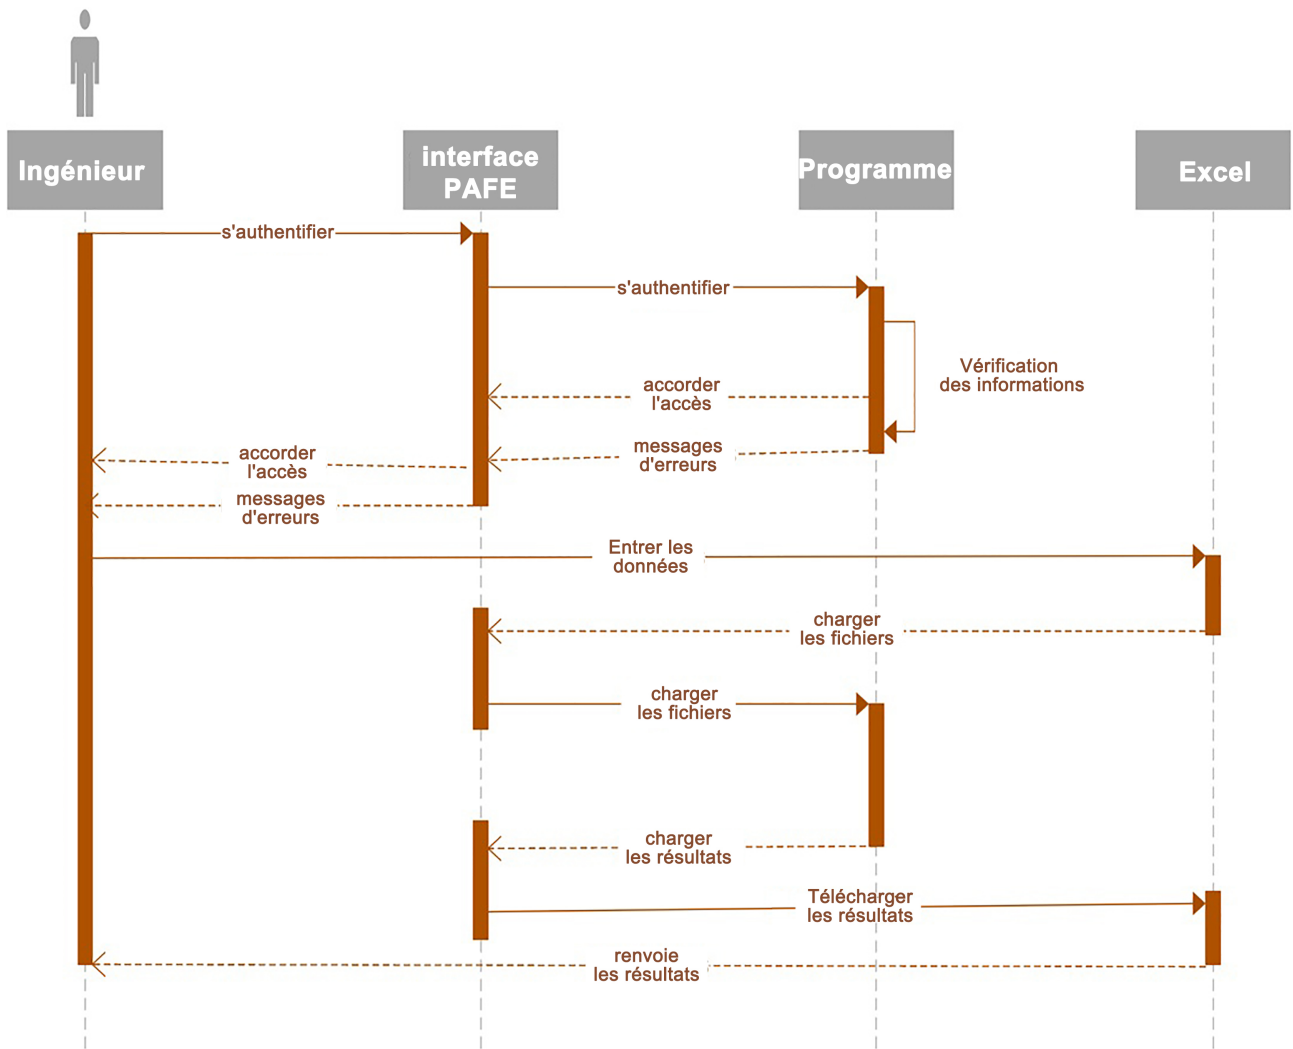 Ingénieur
interface
PAFE
Programme
Excel
s'authentifier
s'authentifier
Vérification
des informations
accorder
l'accès
messages
d'erreurs
accorder
l'accès
messages
d'erreurs
Entrer les
données
charger
les fichiers
charger
les fichiers
charger
les résultats
Télécharger
les résultats
renvoie
les résultats